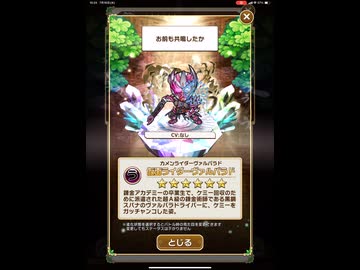 お前も共鳴したか
CV:なし
カメンライダーヴァルバラド
仮面ライダーヴァルバラド
錬金アカデミーの卒業生で、ケミー回収のた
めに派遣された超A級の錬金術師である黒鋼
スパナのヴァルバラドライバーに、ケミーを
ガッチャンコした姿。
とじる